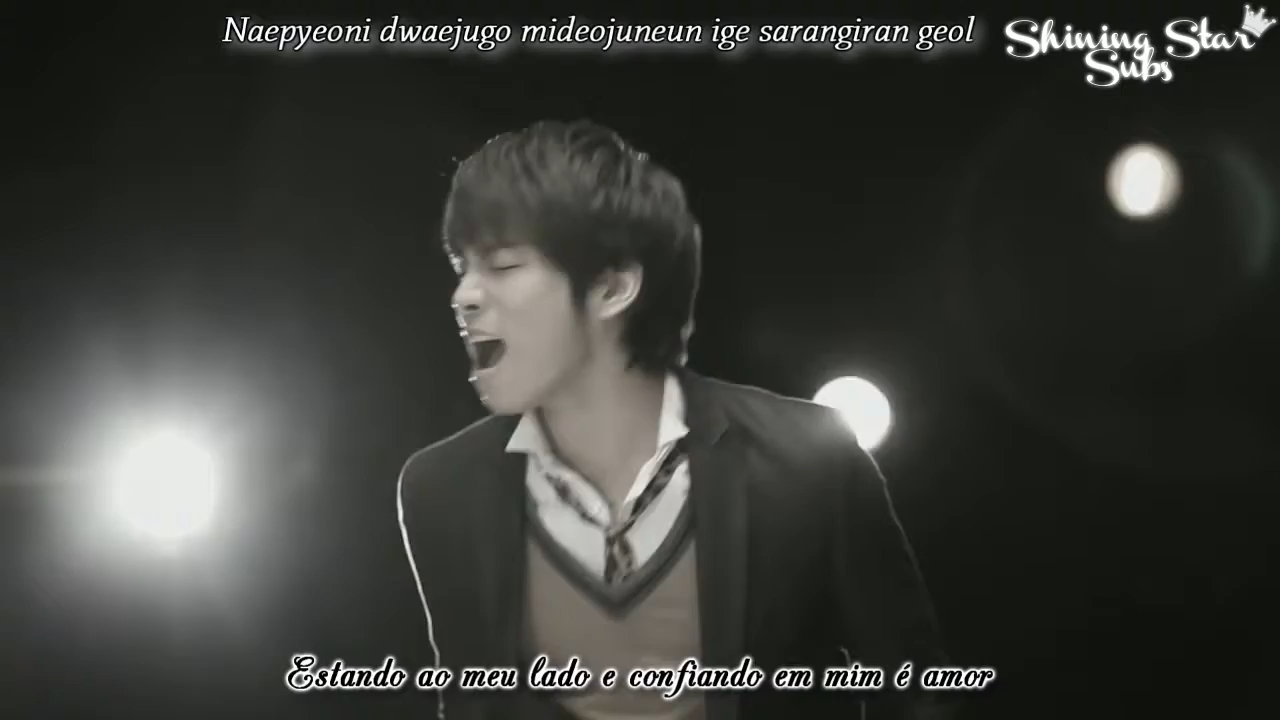 Naepyeoni dwaejugo mideojuneun ige sarangiran geol
Shining Star
Subs
Estando ao meu lado e confiando em mim é amor